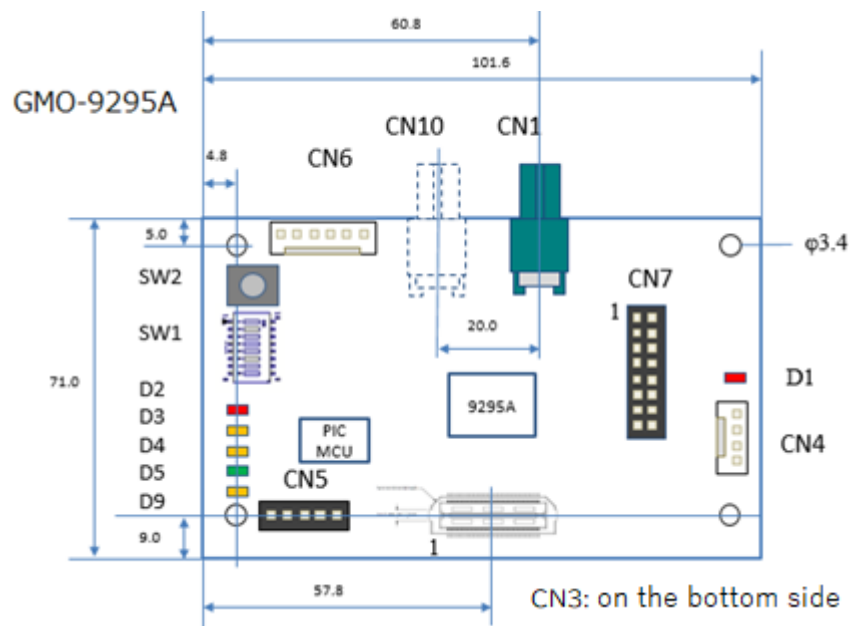 60.8
101.6
GMO-9295A
CN10
CN1
4.8
CN6
5.0
φ3.4
SW2
CN7
1
SW1
20.0
71.0
D1
D2
9295A
D3
PIC
MCU
D4
CN4
D5
CN5
D9
9.0
1
57.8
CN3: on the bottom side